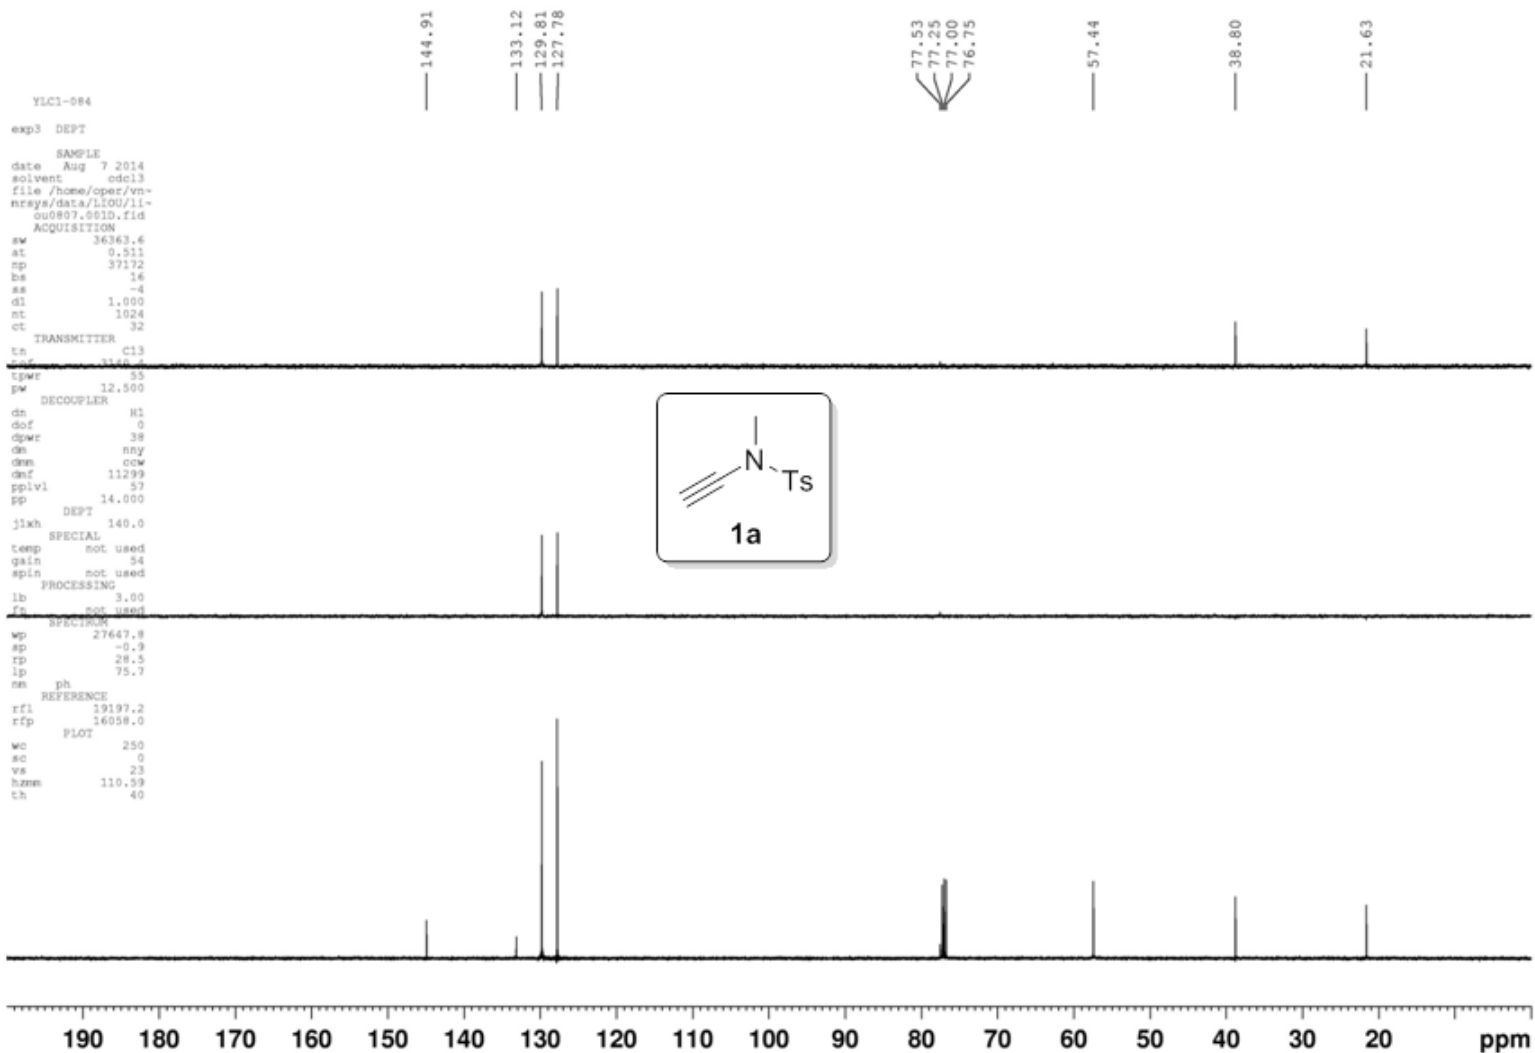 144.91
133.12
129.81
127.78
77.53
77.25
77.00
76.75
57.44
38.80
21.63
YLC1-084
exp3 DEPT
SAMPLE
date Aug 7 2014
solvent cdcl3
file /home/oper/vn-
mrsys/data/LIOU/li-
ou0807.001D.fid
ACQUISITION
sw 36363.6
at 0.511
np 37172
bs 16
ss -4
d1 1.000
nt 1024
ct 32
TRANSMITTER
tn C13
tpwr 55
pw 12.500
DECOUPLER
dn H1
dof 0
dpwr 38
dm nny
dmm ccw
dmf 11299
pplvl 57
pp 14.000
DEPT
j1xh 140.0
SPECIAL
temp not used
gain 54
spin not used
PROCESSING
lb 3.00
fn not used
SPECTRUM
wp 27647.8
sp -0.9
rp 28.5
lp 75.7
nm ph
REFERENCE
rfl 19197.2
rfp 16058.0
PLOT
wc 250
sc 0
vs 23
hzmm 110.59
th 40
N
Ts
1a
190 180 170 160 150 140 130 120 110 100 90 80 70 60 50 40 30 20 ppm